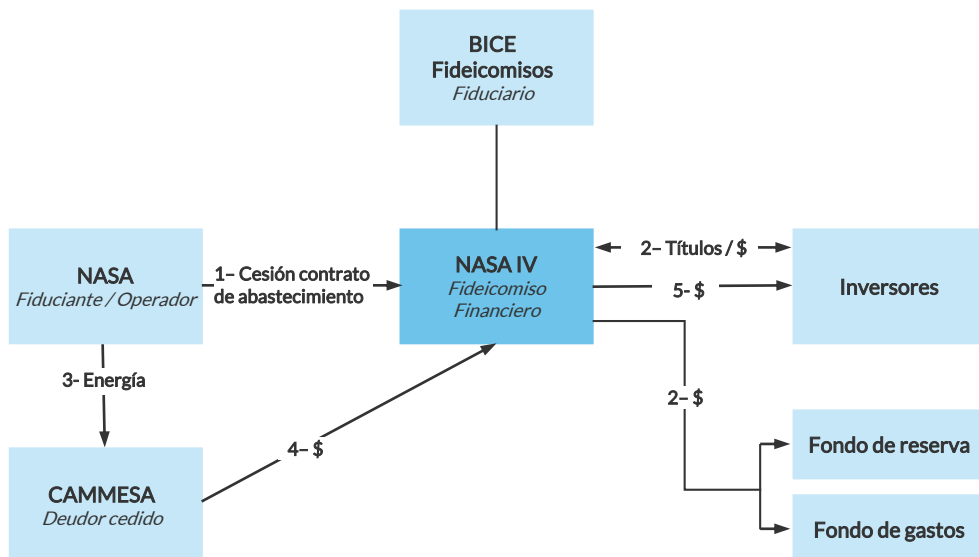 BICE
Fideicomisos
Fiduciario
NASA
Fiduciante / Operador
1– Cesión contrato
de abastecimiento
NASA IV
Fideicomiso
Financiero
2– Títulos / $
5- $
Inversores
3- Energía
2– $
4– $
CAMMESA
Deudor cedido
Fondo de reserva
Fondo de gastos